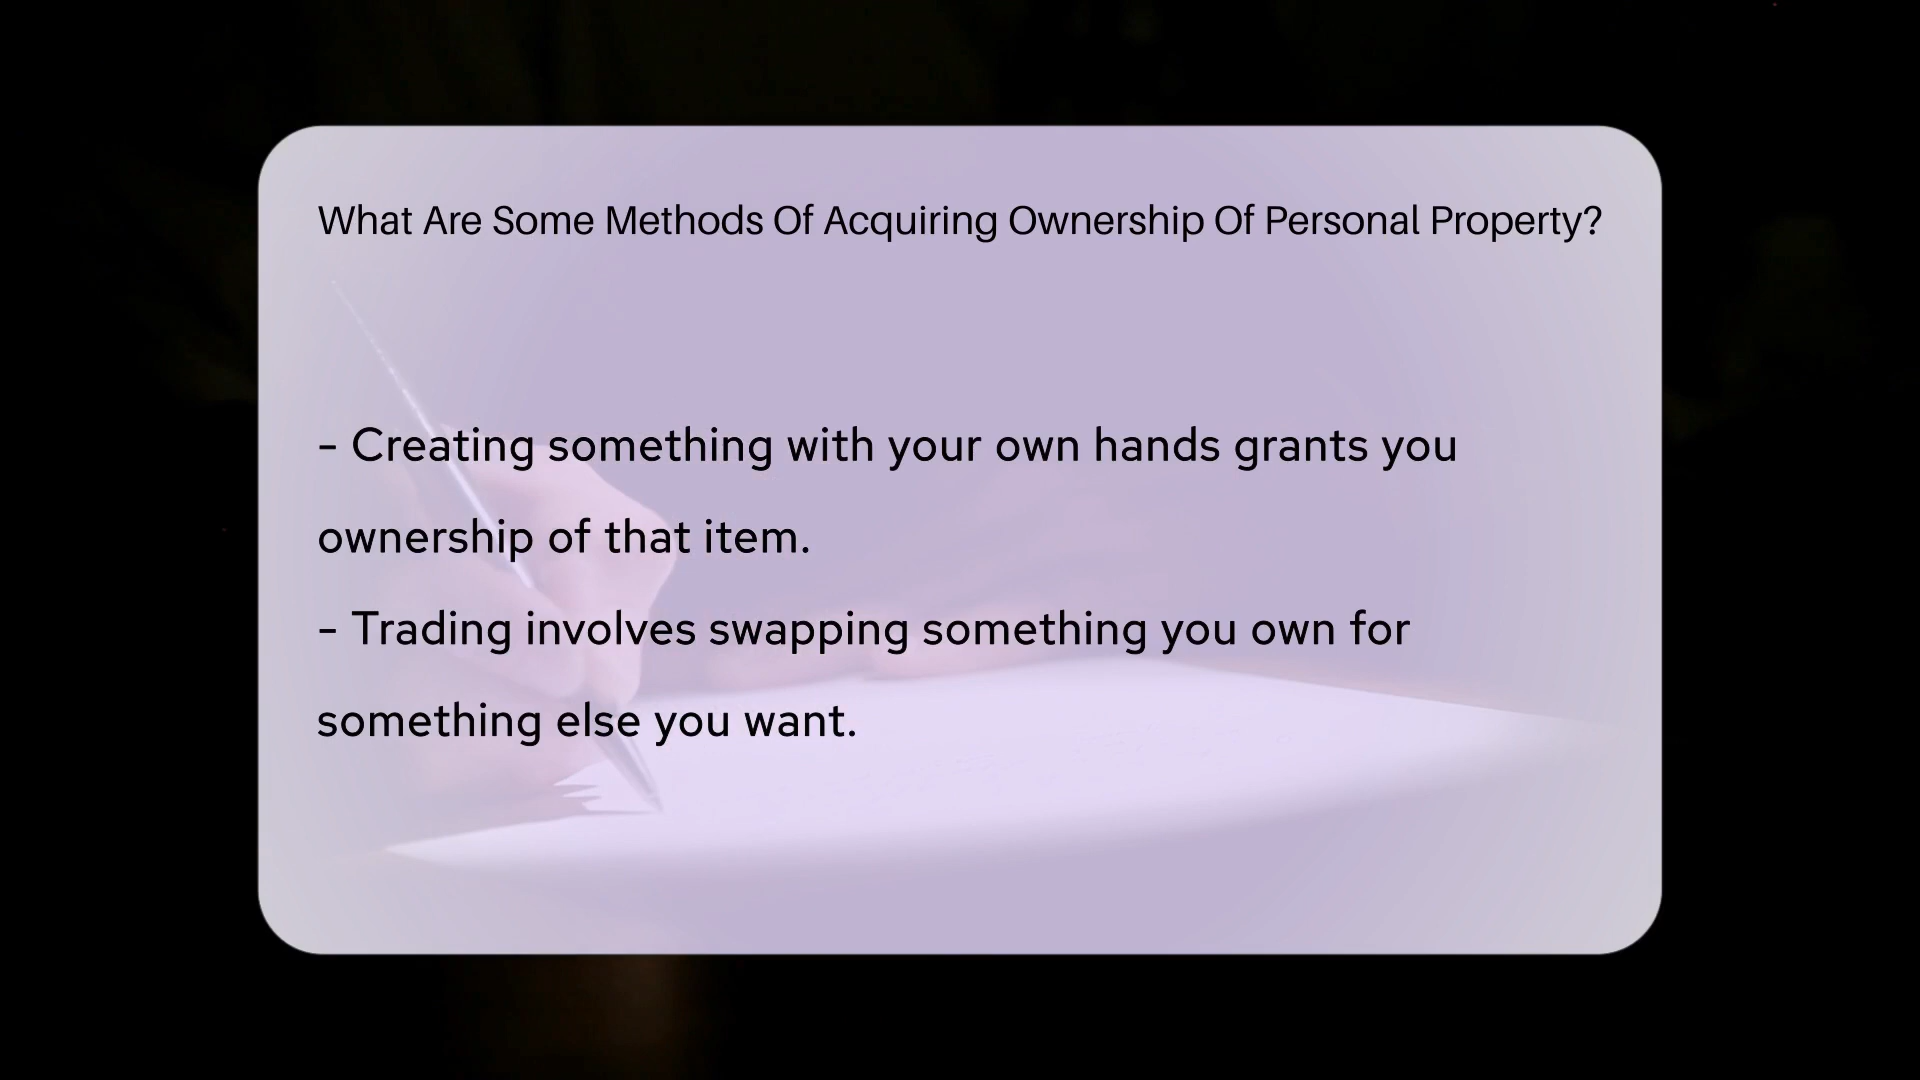 What Are Some Methods Of Acquiring Ownership Of Personal Property?
- Creating something with your own hands grants you
ownership of that item.
- Trading involves swapping something you own for
something else you want.